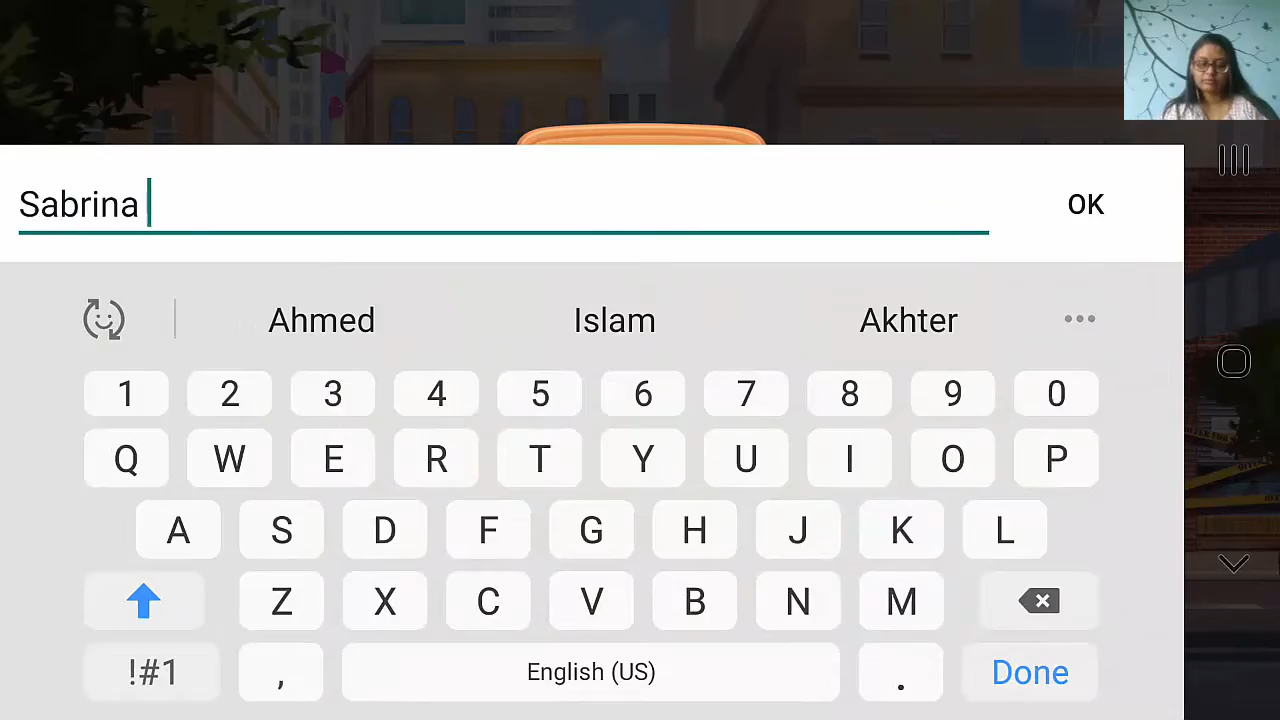 Sabrina
OK
Ahmed Islam Akhter
1 2 3 4 5 6 7 8 9 0
Q W E R T Y U I O P
A S D F G H J K L
Z X C V B N M
!#1 , English (US) . Done